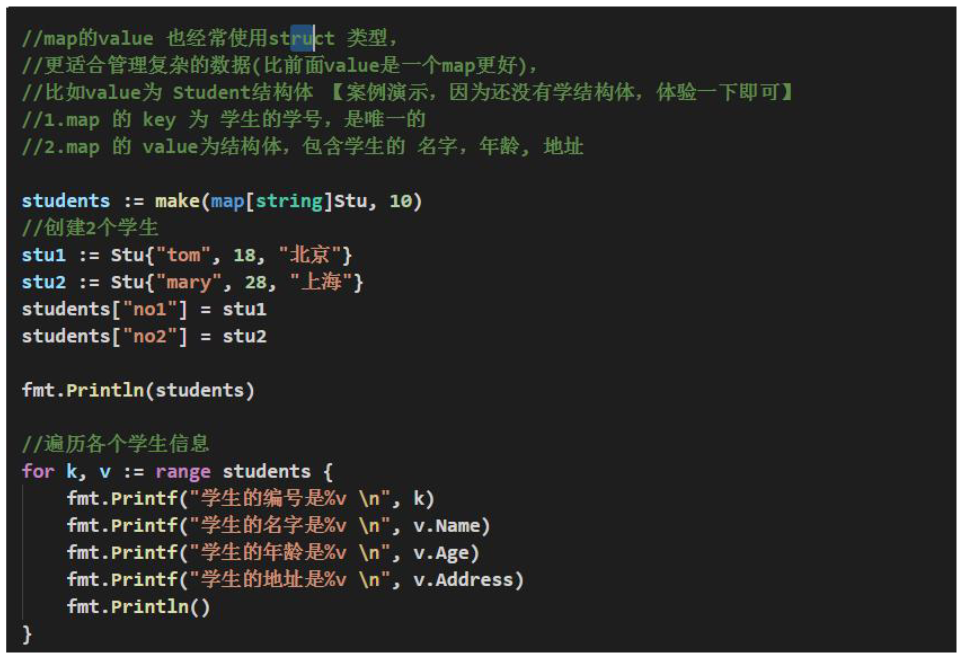 //map的value 也经常使用struct 类型，
//更适合管理复杂的数据(比前面value是一个map更好)，
//比如value为 Student结构体 【案例演示，因为还没有学结构体，体验一下即可】
//1.map 的 key 为 学生的学号，是唯一的
//2.map 的 value为结构体，包含学生的 名字，年龄, 地址
students := make(map[string]Stu, 10)
//创建2个学生
stu1 := Stu{"tom", 18, "北京"}
stu2 := Stu{"mary", 28, "上海"}
students["no1"] = stu1
students["no2"] = stu2
fmt.Println(students)
//遍历各个学生信息
for k, v := range students {
    fmt.Printf("学生的编号是%v \n", k)
    fmt.Printf("学生的名字是%v \n", v.Name)
    fmt.Printf("学生的年龄是%v \n", v.Age)
    fmt.Printf("学生的地址是%v \n", v.Address)
    fmt.Println()
}